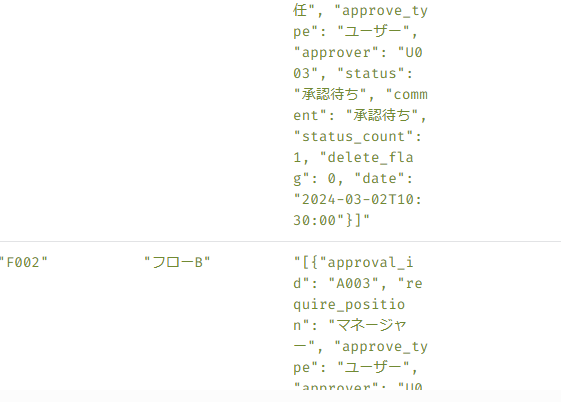 任", "approve_ty
pe": "ユーザー",
"approver": "U0
03", "status":
"承認待ち", "comm
ent": "承認待ち",
"status_count":
1, "delete_fla
g": 0, "date":
"2024-03-02T10:
30:00"}]"
"F002" "フローB" "[{"approval_i
d": "A003", "re
quire_positio
n": "マネージャ
ー", "approve_ty
pe": "ユーザー",
"approver": "U0